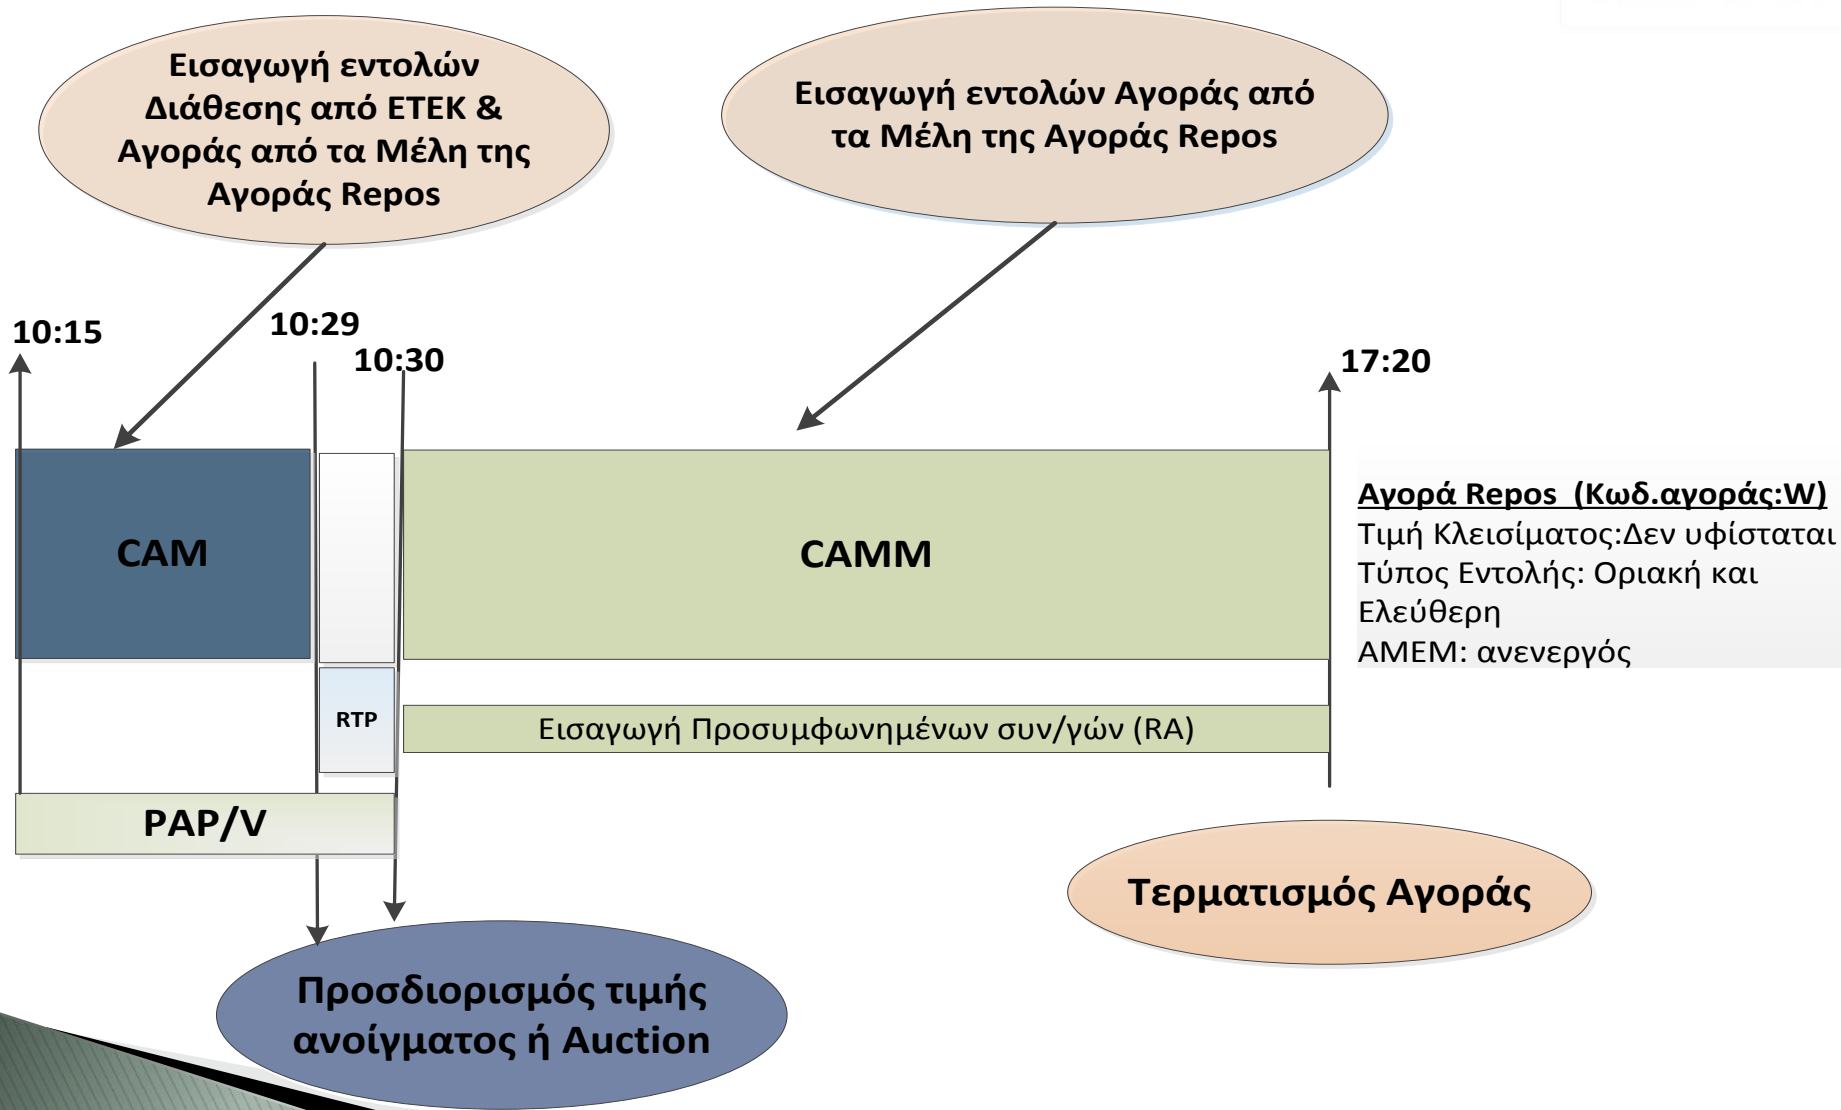 Εισαγωγή εντολών
Διάθεσης από ΕΤΕΚ &
Αγοράς από τα Μέλη της
Αγοράς Repos
Εισαγωγή εντολών Αγοράς από
τα Μέλη της Αγοράς Repos
10:15
10:29
10:30
17:20
CAM
CAMM
Αγορά Repos (Κωδ.αγοράς:W)
Τιμή Κλεισίματος:Δεν υφίσταται
Τύπος Εντολής: Οριακή και
Ελεύθερη
ΑΜΕΜ: ανενεργός
RTP
Εισαγωγή Προσυμφωνημένων συν/γών (RA)
PAP/V
Τερματισμός Αγοράς
Προσδιορισμός τιμής
ανοίγματος ή Auction